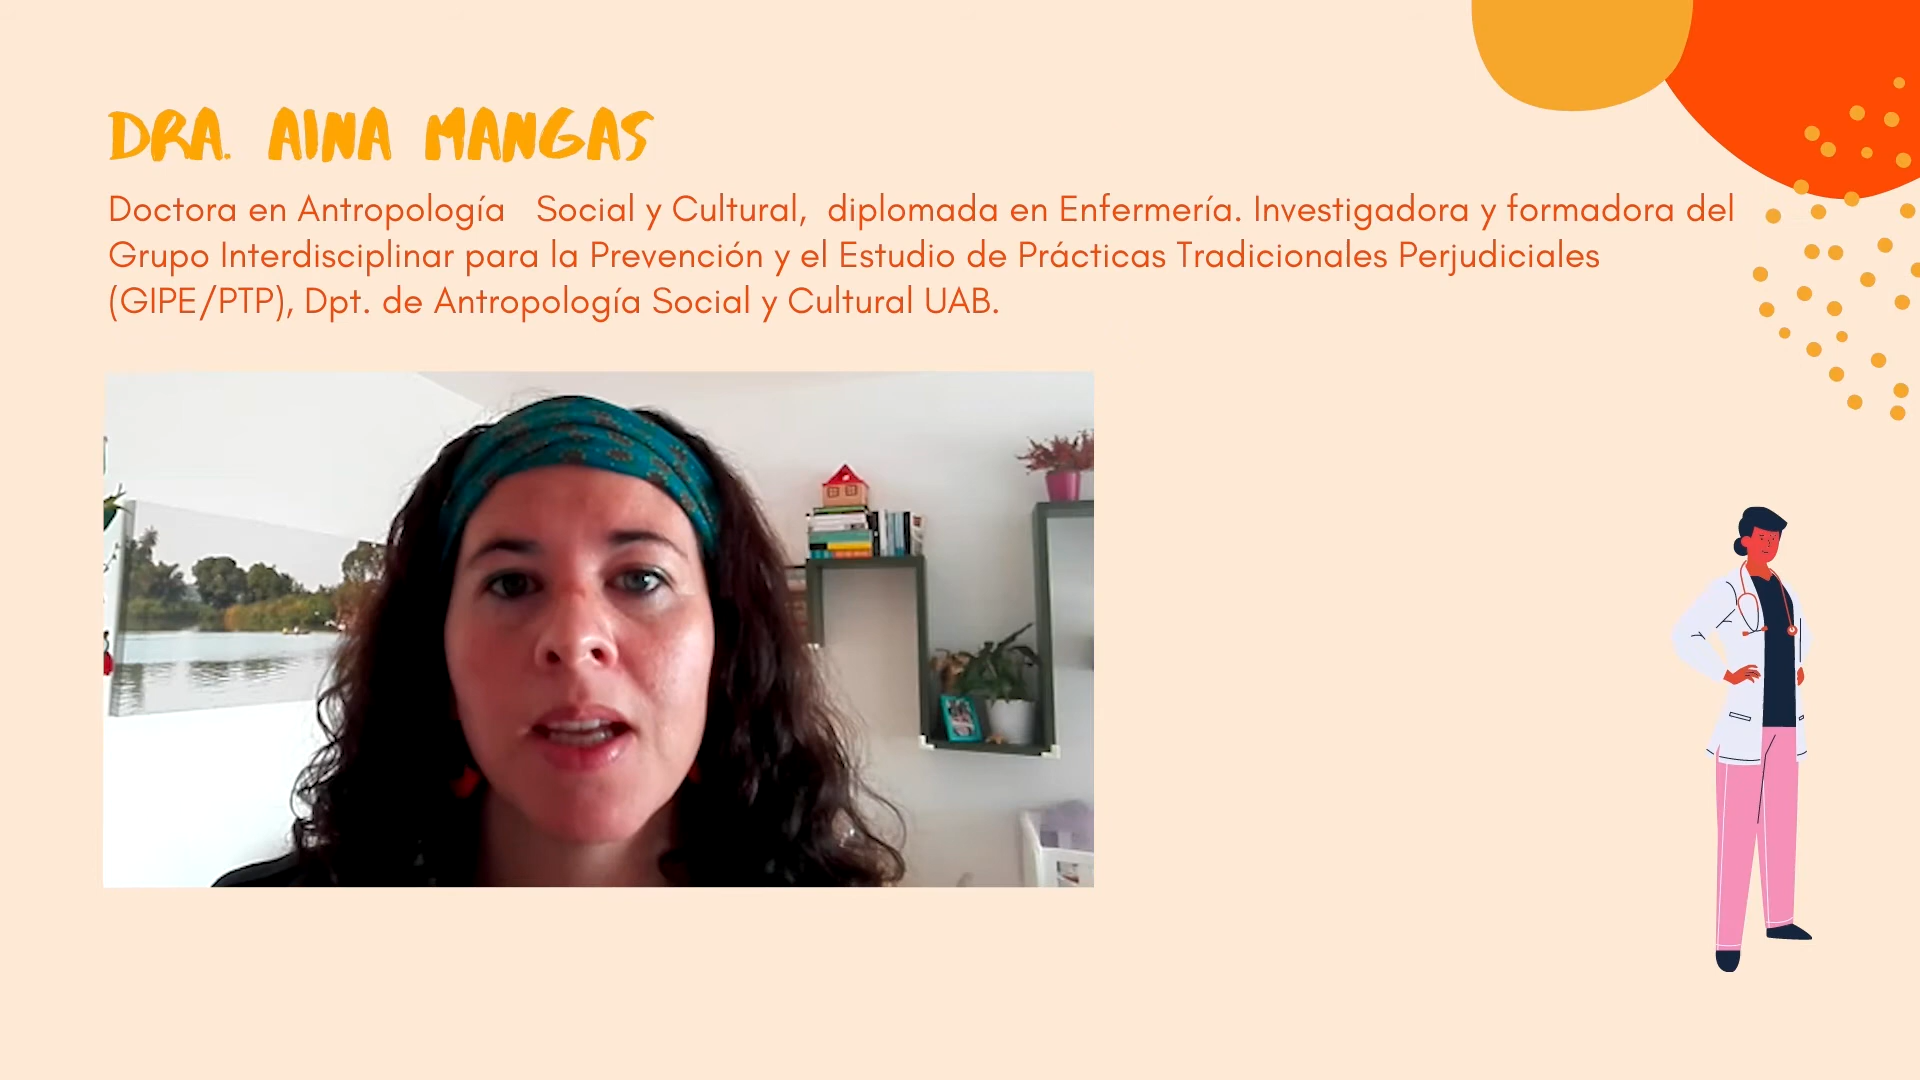 DRA. AINA MANGAS
Doctora en Antropología Social y Cultural, diplomada en Enfermería. Investigadora y formadora del
Grupo Interdisciplinar para la Prevención y el Estudio de Prácticas Tradicionales Perjudiciales
(GIPE/PTP), Dpt. de Antropología Social y Cultural UAB.